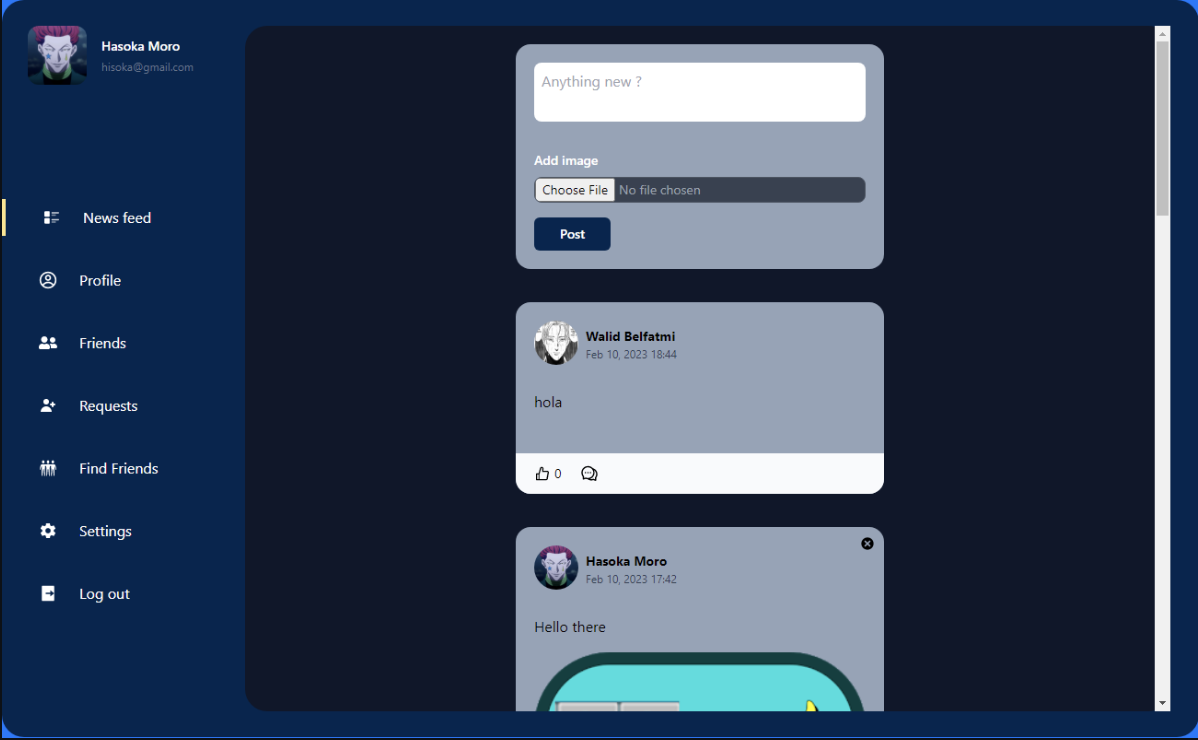 Hasoka Moro
hisoka@gmail.com
News feed
Profile
Friends
Requests
Find Friends
Settings
Log out
Anything new ?
Add image
Choose File No file chosen
Post
Walid Belfatmi
Feb 10, 2023 18:44
hola
0
Hasoka Moro
Feb 10, 2023 17:42
Hello there